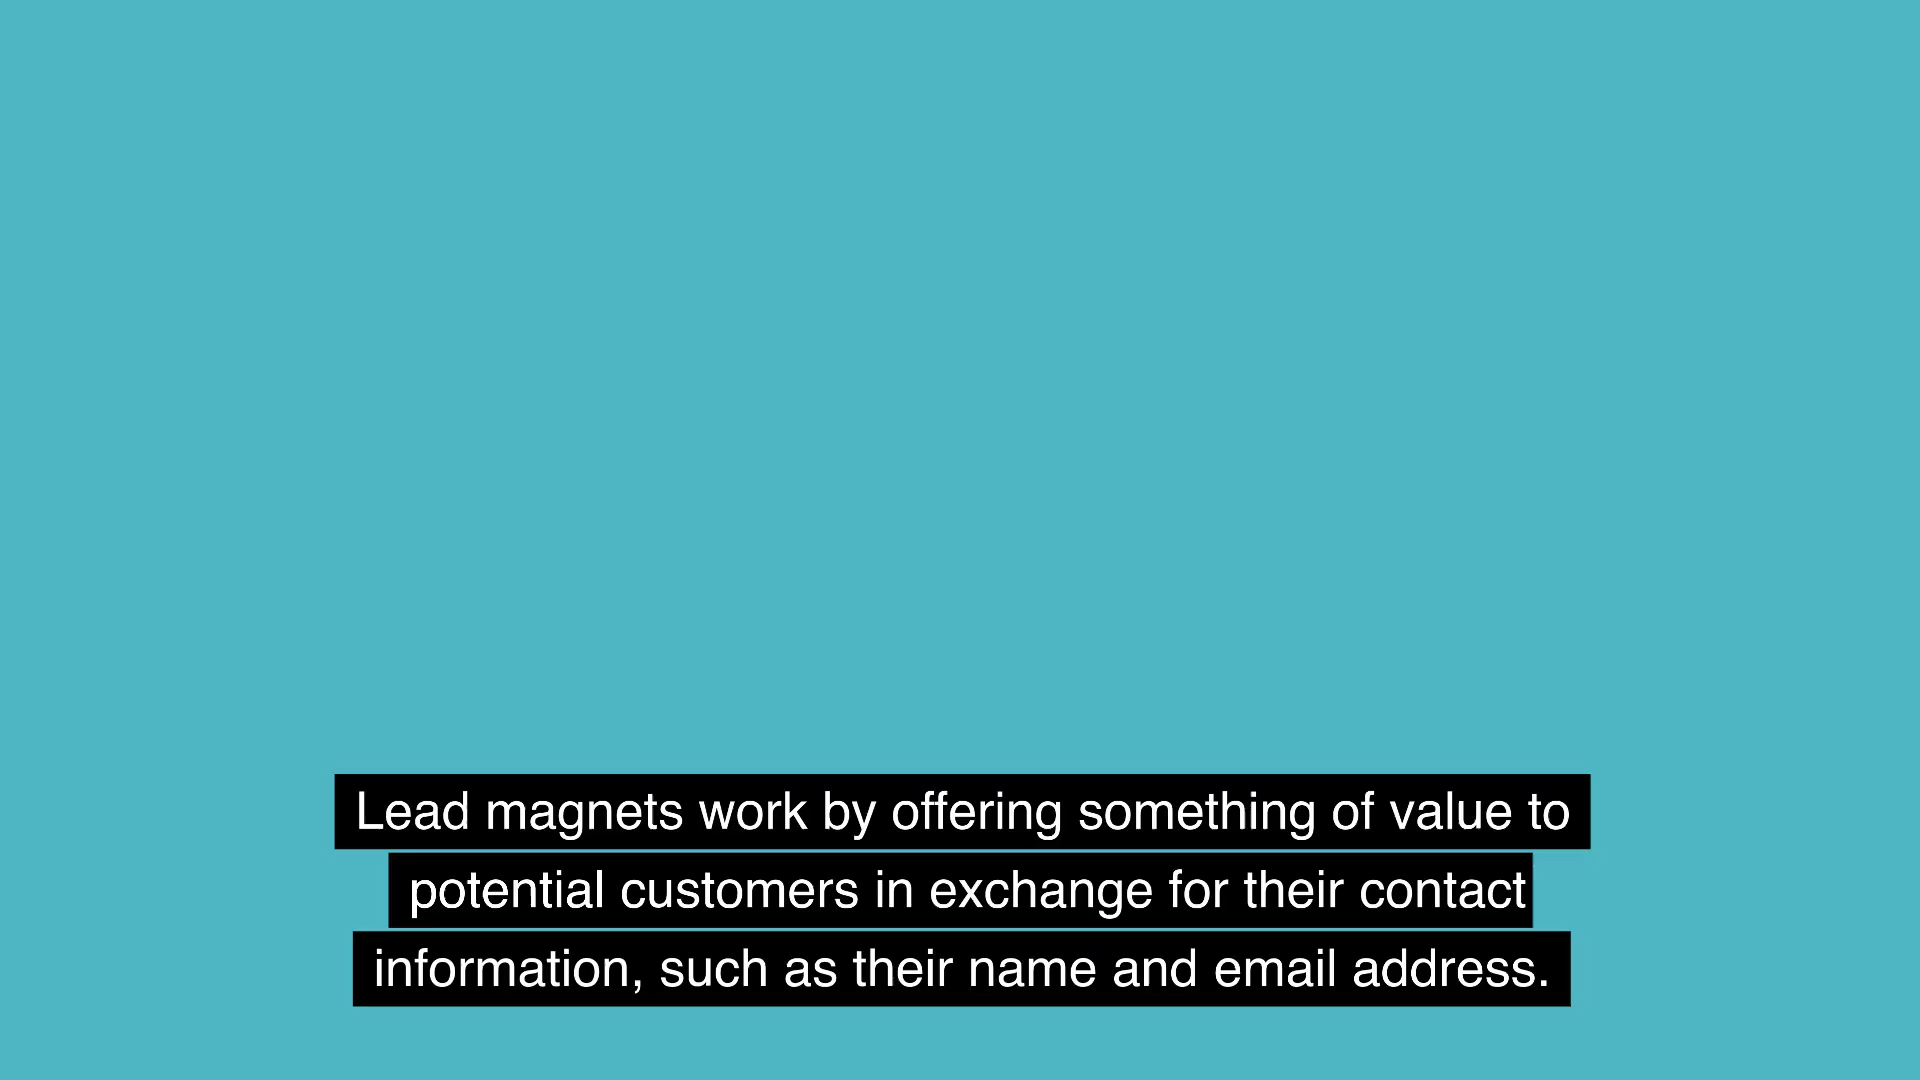 Lead magnets work by offering something of value to
potential customers in exchange for their contact
information, such as their name and email address.